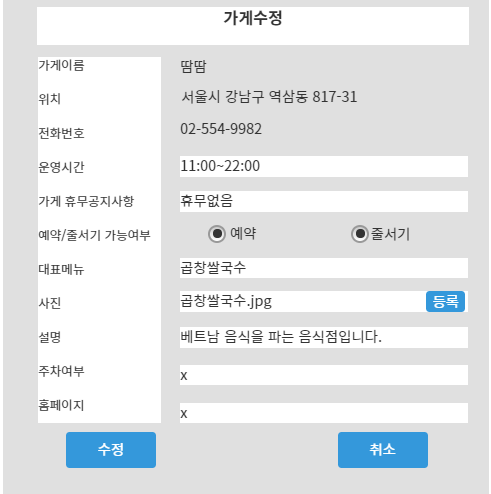 가게수정
가게이름 땀땀
위치 서울시 강남구 역삼동 817-31
전화번호 02-554-9982
운영시간 11:00~22:00
가게 휴무공지사항 휴무없음
예약/줄서기 가능여부 예약 줄서기
대표메뉴 곱창쌀국수
사진 곱창쌀국수.jpg 등록
설명 베트남 음식을 파는 음식점입니다.
주차여부 x
홈페이지 x
수정 취소